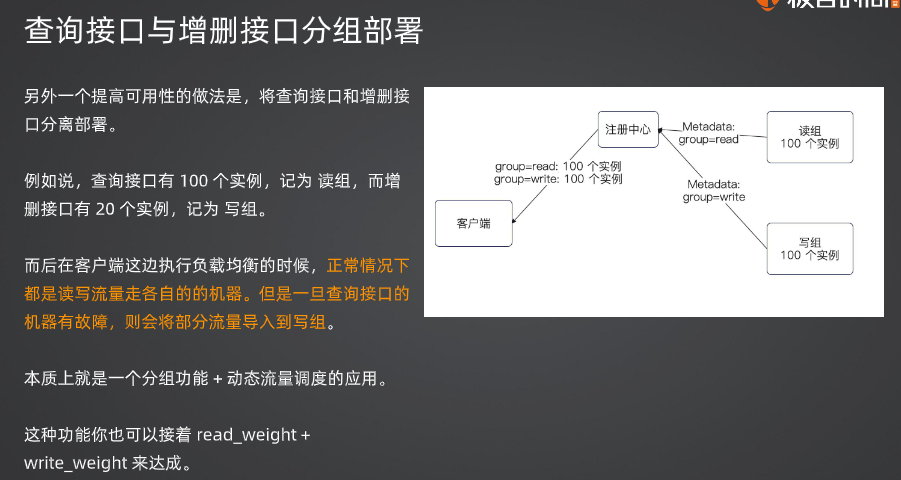 查询接口与增删接口分组部署
另外一个提高可用性的做法是，将查询接口和增删接
口分离部署。
例如说，查询接口有 100 个实例，记为 读组，而增
删接口有 20 个实例，记为 写组。
而后在客户端这边执行负载均衡的时候，正常情况下
都是读写流量走各自的的机器。但是一旦查询接口的
机器有故障，则会将部分流量导入到写组。
本质上就是一个分组功能 + 动态流量调度的应用。
这种功能你也可以接着 read_weight +
write_weight 来达成。
注册中心
Metadata:
group=read
读组
100 个实例
group=read: 100 个实例
group=write: 100 个实例
Metadata:
group=write
客户端
写组
100 个实例